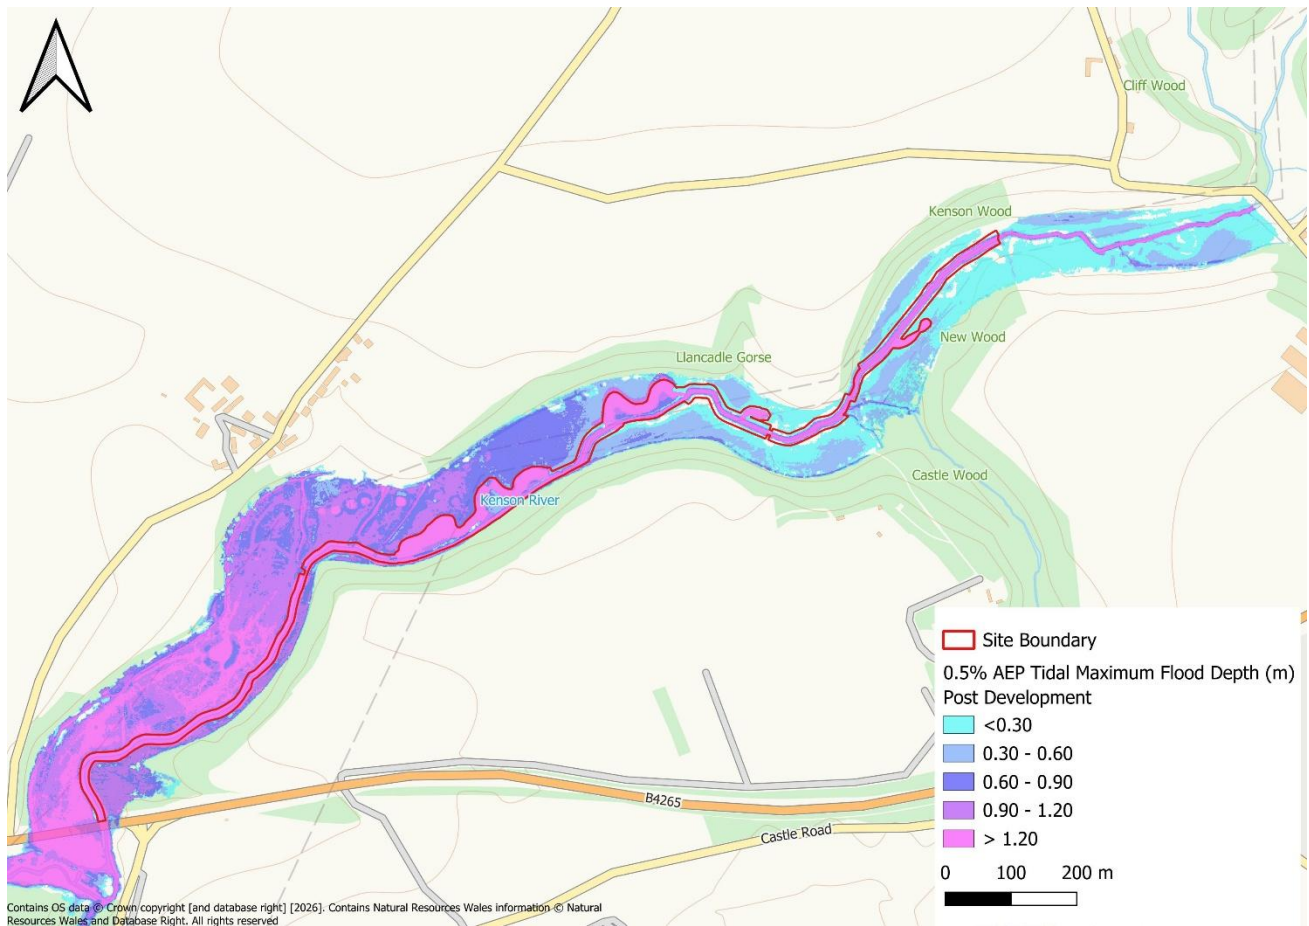 Cliff Wood
Kenson Wood
New Wood
Llancadle Gorse
Castle Wood
Kenson River
B4265
Castle Road
Site Boundary
0.5% AEP Tidal Maximum Flood Depth (m)
Post Development
<0.30
0.30 - 0.60
0.60 - 0.90
0.90 - 1.20
> 1.20
0 100 200 m
Contains OS data © Crown copyright [and database right] [2026]. Contains Natural Resources Wales information © Natural
Resources Wales and Database Right. All rights reserved